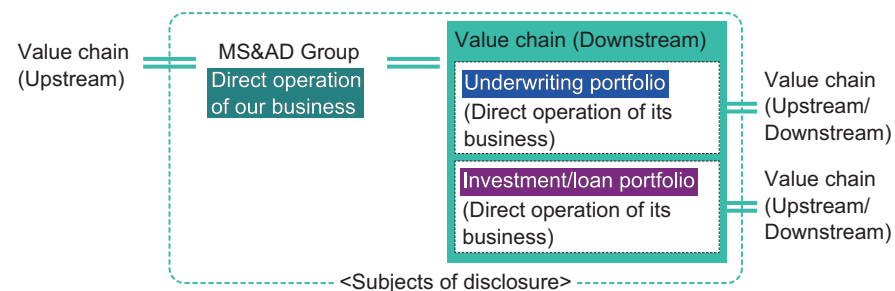 Value chain
(Upstream)
MS&AD Group
Direct operation
of our business
Value chain (Downstream)
Underwriting portfolio
(Direct operation of its
business)
Investment/loan portfolio
(Direct operation of its
business)
Value chain
(Upstream/
Downstream)
Value chain
(Upstream/
Downstream)
<Subjects of disclosure>